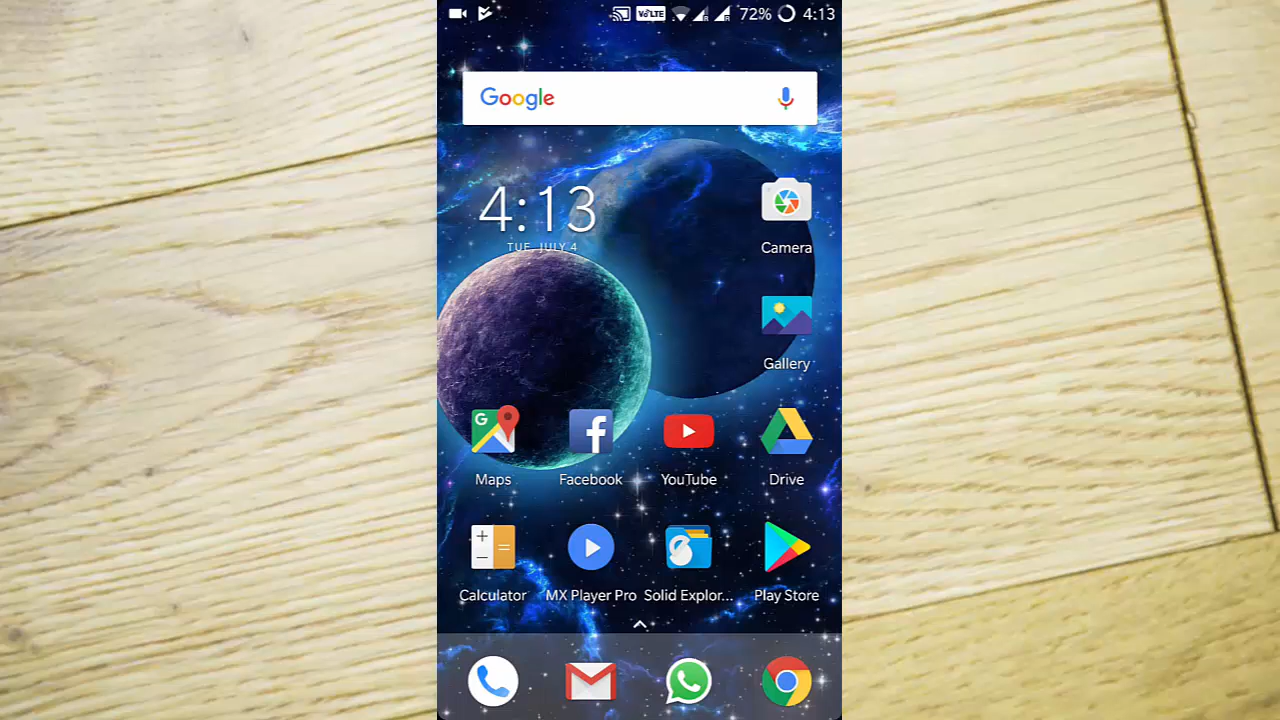 VoLTE 72% 4:13
Google
4:13
TUE, JULY 4
Camera
Gallery
Maps Facebook YouTube Drive
Calculator MX Player Pro Solid Explor... Play Store